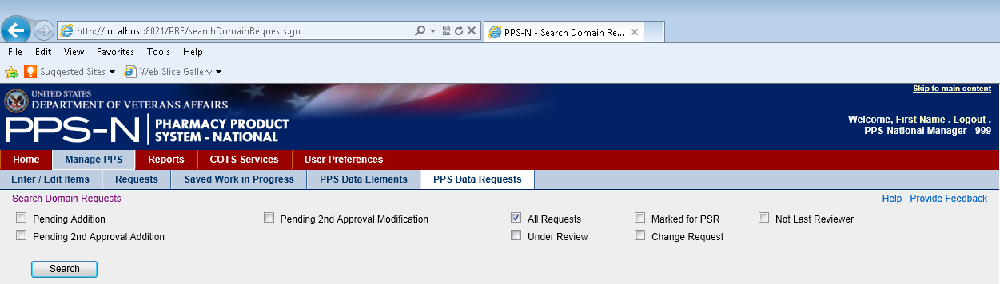 http://localhost:8021/PRE/searchDomainRequests.go
PPS-N - Search Domain Re...
File Edit View Favorites Tools Help
Suggested Sites Web Slice Gallery
Skip to main content
UNITED STATES
DEPARTMENT OF VETERANS AFFAIRS
PPS-N PHARMACY PRODUCT
SYSTEM - NATIONAL
Welcome, First Name . Logout .
PPS-National Manager - 999
Home Manage PPS Reports COTS Services User Preferences
Enter / Edit Items Requests Saved Work in Progress PPS Data Elements PPS Data Requests
Search Domain Requests Help Provide Feedback
Pending Addition Pending 2nd Approval Modification All Requests Marked for PSR Not Last Reviewer
Pending 2nd Approval Addition Under Review Change Request
Search